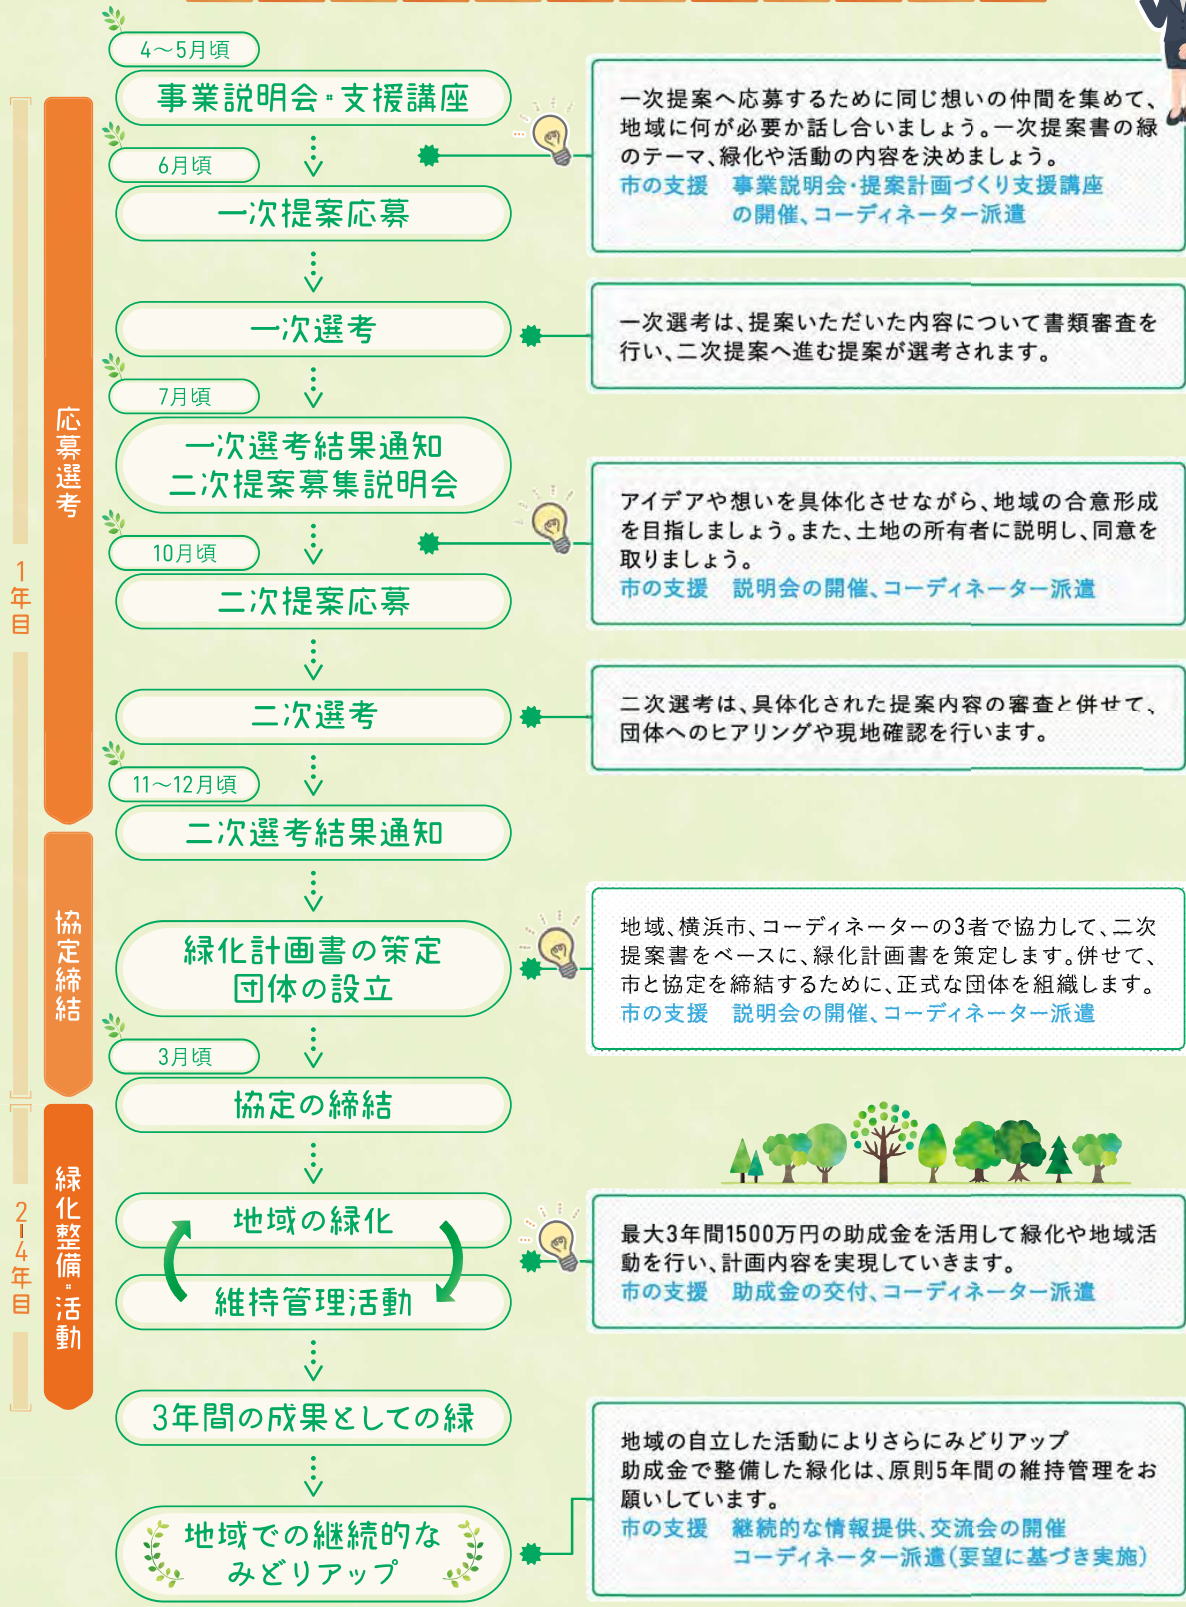 4～5月頃
事業説明会・支援講座
一次提案へ応募するために同じ想いの仲間を集めて、
地域に何が必要か話し合いましょう。一次提案書の緑
のテーマ、緑化や活動の内容を決めましょう。
市の支援　事業説明会・提案計画づくり支援講座
の開催、コーディネーター派遣
6月頃
一次提案応募
一次選考
一次選考は、提案いただいた内容について書類審査を
行い、二次提案へ進む提案が選考されます。
7月頃
一次選考結果通知
二次提案募集説明会
アイデアや想いを具体化させながら、地域の合意形成
を目指しましょう。また、土地の所有者に説明し、同意を
取りましょう。
市の支援　説明会の開催、コーディネーター派遣
10月頃
二次提案応募
二次選考
二次選考は、具体化された提案内容の審査と併せて、
団体へのヒアリングや現地確認を行います。
11～12月頃
二次選考結果通知
応募選考
1年目
緑化計画書の策定
団体の設立
地域、横浜市、コーディネーターの3者で協力して、二次
提案書をベースに、緑化計画書を策定します。併せて、
市と協定を締結するために、正式な団体を組織します。
市の支援　説明会の開催、コーディネーター派遣
3月頃
協定の締結
協定締結
地域の緑化
維持管理活動
最大3年間1500万円の助成金を活用して緑化や地域活
動を行い、計画内容を実現していきます。
市の支援　助成金の交付、コーディネーター派遣
緑化整備・活動
2-4年目
3年間の成果としての緑
地域での継続的な
みどりアップ
地域の自立した活動によりさらにみどりアップ
助成金で整備した緑化は、原則5年間の維持管理をお
願いしています。
市の支援　継続的な情報提供、交流会の開催
コーディネーター派遣(要望に基づき実施)